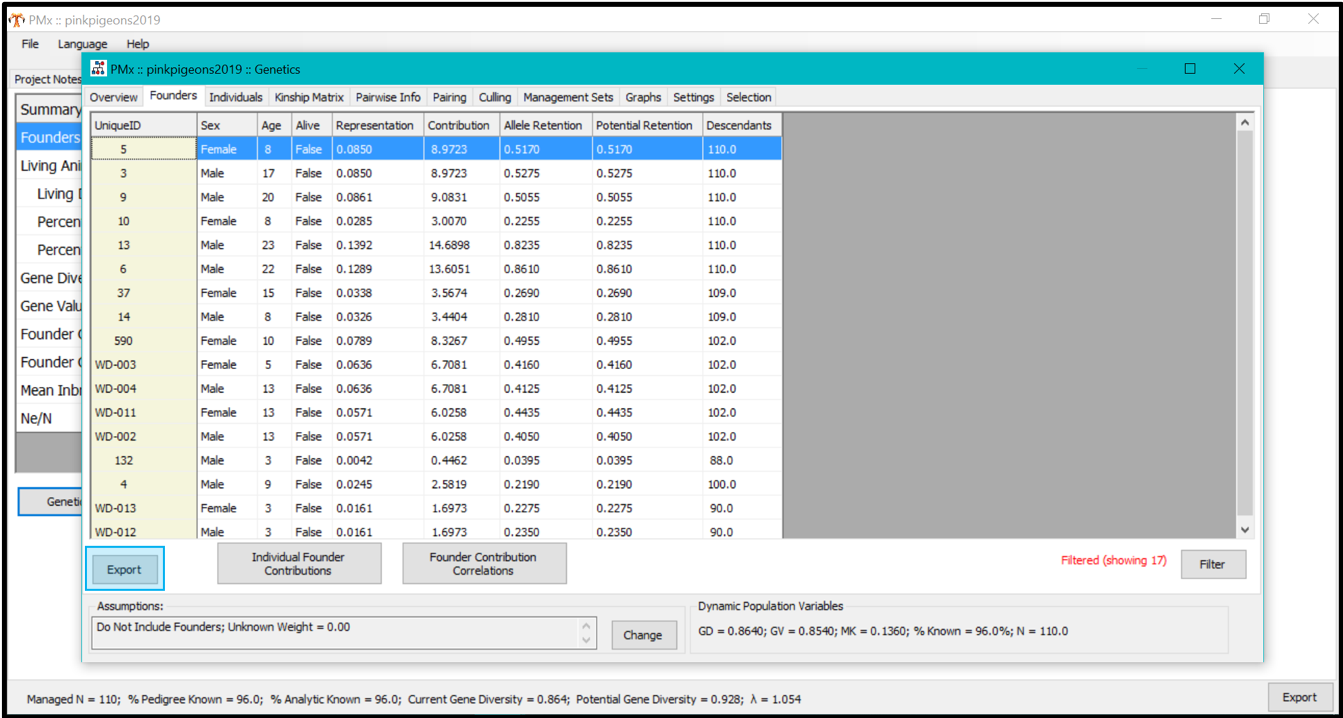 PMx :: pinkpigeons2019
File Language Help
Project Notes
PMx :: pinkpigeons2019 :: Genetics
Overview Founders Individuals Kinship Matrix Pairwise Info Pairing Culling Management Sets Graphs Settings Selection
Summary
Founders
Living Ani
Living D
Percen
Percen
Gene Dive
Gene Valu
Founder G
Founder G
Mean Inbr
Ne/N
Geneti
UniqueID Sex Age Alive Representation Contribution Allele Retention Potential Retention Descendants
5 Female 8 False 0.0850 8.9723 0.5170 0.5170 110.0
3 Male 17 False 0.0850 8.9723 0.5275 0.5275 110.0
9 Male 20 False 0.0861 9.0831 0.5055 0.5055 110.0
10 Female 8 False 0.0285 3.0070 0.2255 0.2255 110.0
13 Male 23 False 0.1392 14.6898 0.8235 0.8235 110.0
6 Male 22 False 0.1289 13.6051 0.8610 0.8610 110.0
37 Female 15 False 0.0338 3.5674 0.2690 0.2690 109.0
14 Male 8 False 0.0326 3.4404 0.2810 0.2810 109.0
590 Female 10 False 0.0789 8.3267 0.4955 0.4955 102.0
WD-003 Female 5 False 0.0636 6.7081 0.4160 0.4160 102.0
WD-004 Male 13 False 0.0636 6.7081 0.4125 0.4125 102.0
WD-011 Female 13 False 0.0571 6.0258 0.4435 0.4435 102.0
WD-002 Male 13 False 0.0571 6.0258 0.4050 0.4050 102.0
132 Male 3 False 0.0042 0.4462 0.0395 0.0395 88.0
4 Male 9 False 0.0245 2.5819 0.2190 0.2190 100.0
WD-013 Female 3 False 0.0161 1.6973 0.2275 0.2275 90.0
WD-012 Male 3 False 0.0161 1.6973 0.2350 0.2350 90.0
Export
Individual Founder
Contributions
Founder Contribution
Correlations
Filtered (showing 17)
Filter
Assumptions:
Do Not Include Founders; Unknown Weight = 0.00
Change
Dynamic Population Variables
GD = 0.8640; GV = 0.8540; MK = 0.1360; % Known = 96.0%; N = 110.0
Managed N = 110; % Pedigree Known = 96.0; % Analytic Known = 96.0; Current Gene Diversity = 0.864; Potential Gene Diversity = 0.928; λ = 1.054
Export